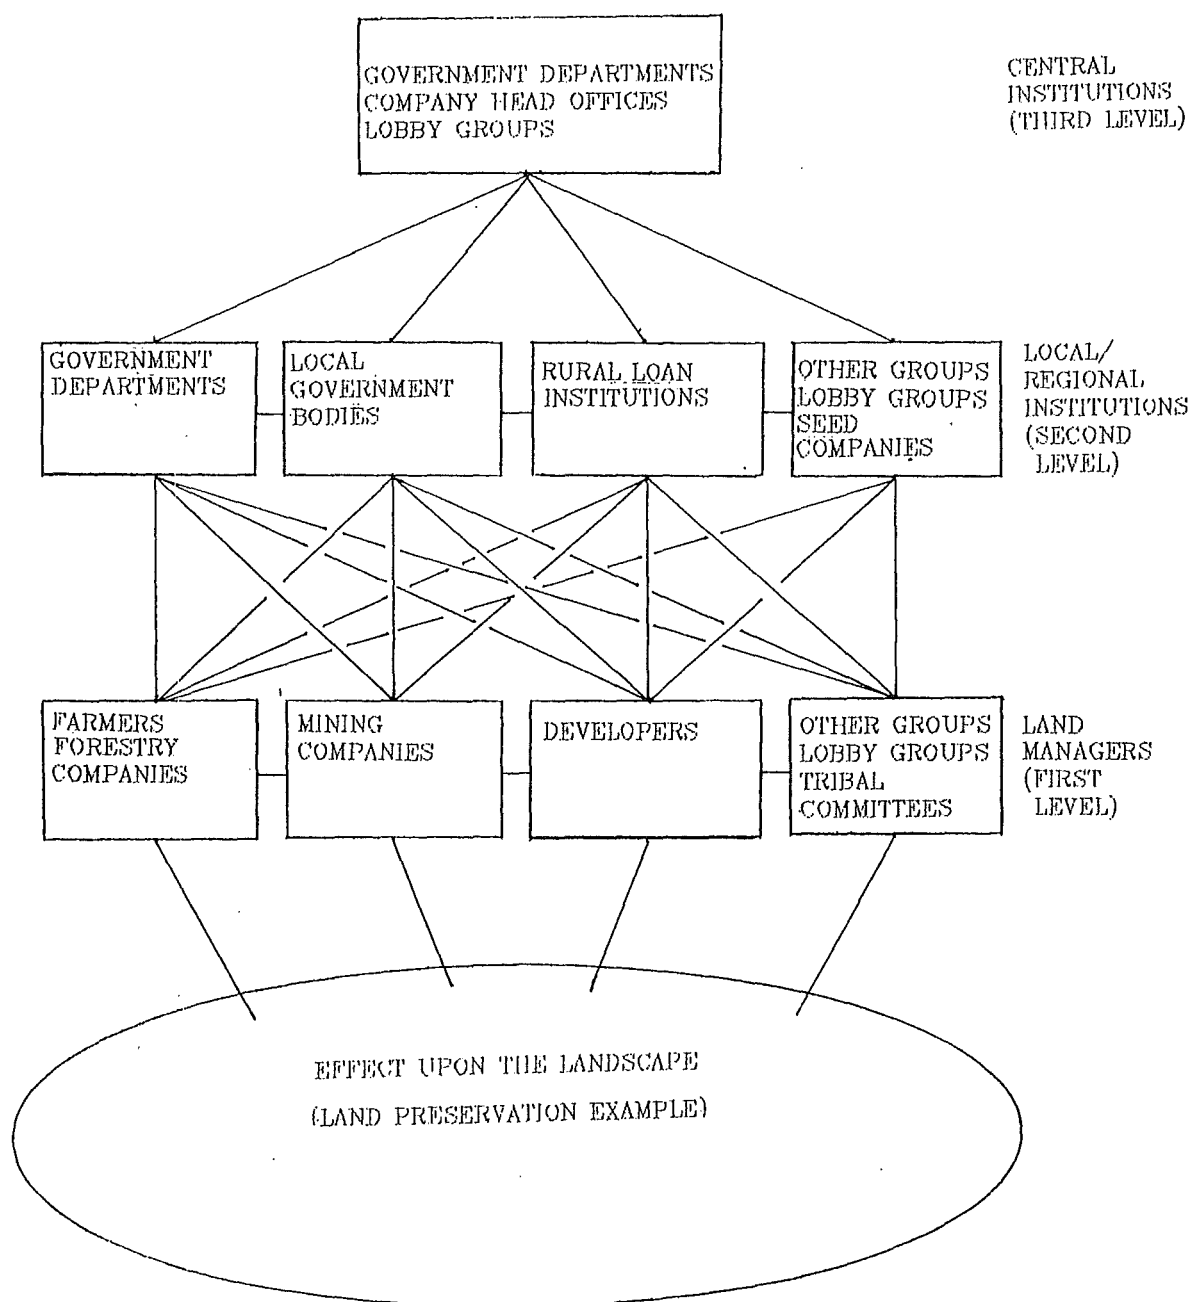 GOVERNMENT DEPARTMENTS
COMPANY HEAD OFFICES
LOBBY GROUPS
CENTRAL
INSTITUTIONS
(THIRD LEVEL)
GOVERNMENT
DEPARTMENTS
LOCAL
GOVERNMENT
BODIES
RURAL LOAN
INSTITUTIONS
OTHER GROUPS
LOBBY GROUPS
SEED
COMPANIES
LOCAL/
REGIONAL
INSTITUTIONS
(SECOND
LEVEL)
FARMERS
FORESTRY
COMPANIES
MINING
COMPANIES
DEVELOPERS
OTHER GROUPS
LOBBY GROUPS
TRIBAL
COMMITTEES
LAND
MANAGERS
(FIRST
LEVEL)
EFFECT UPON THE LANDSCAPE
(LAND PRESERVATION EXAMPLE)